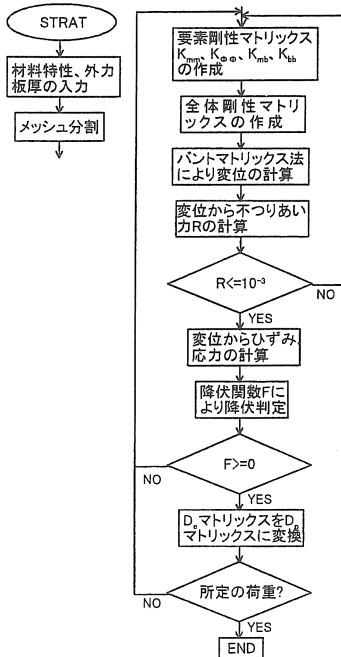 STRAT
材料特性、外力
板厚の入力
メッシュ分割
要素剛性マトリックス
Kmm、KΦΦ、Kmb、Kbb
の作成
全体剛性マトリ
ックスの作成
バントマトリックス法
により変位の計算
変位から不つりあい
力Rの計算
R<=10⁻³
NO
YES
変位からひずみ、
応力の計算
降伏関数Fに
より降伏判定
F>=0
NO
YES
DeマトリックスをDp
マトリックスに変換
所定の荷重?
NO
YES
END